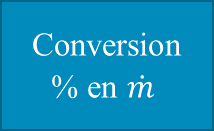 Conversion
% en ṁ